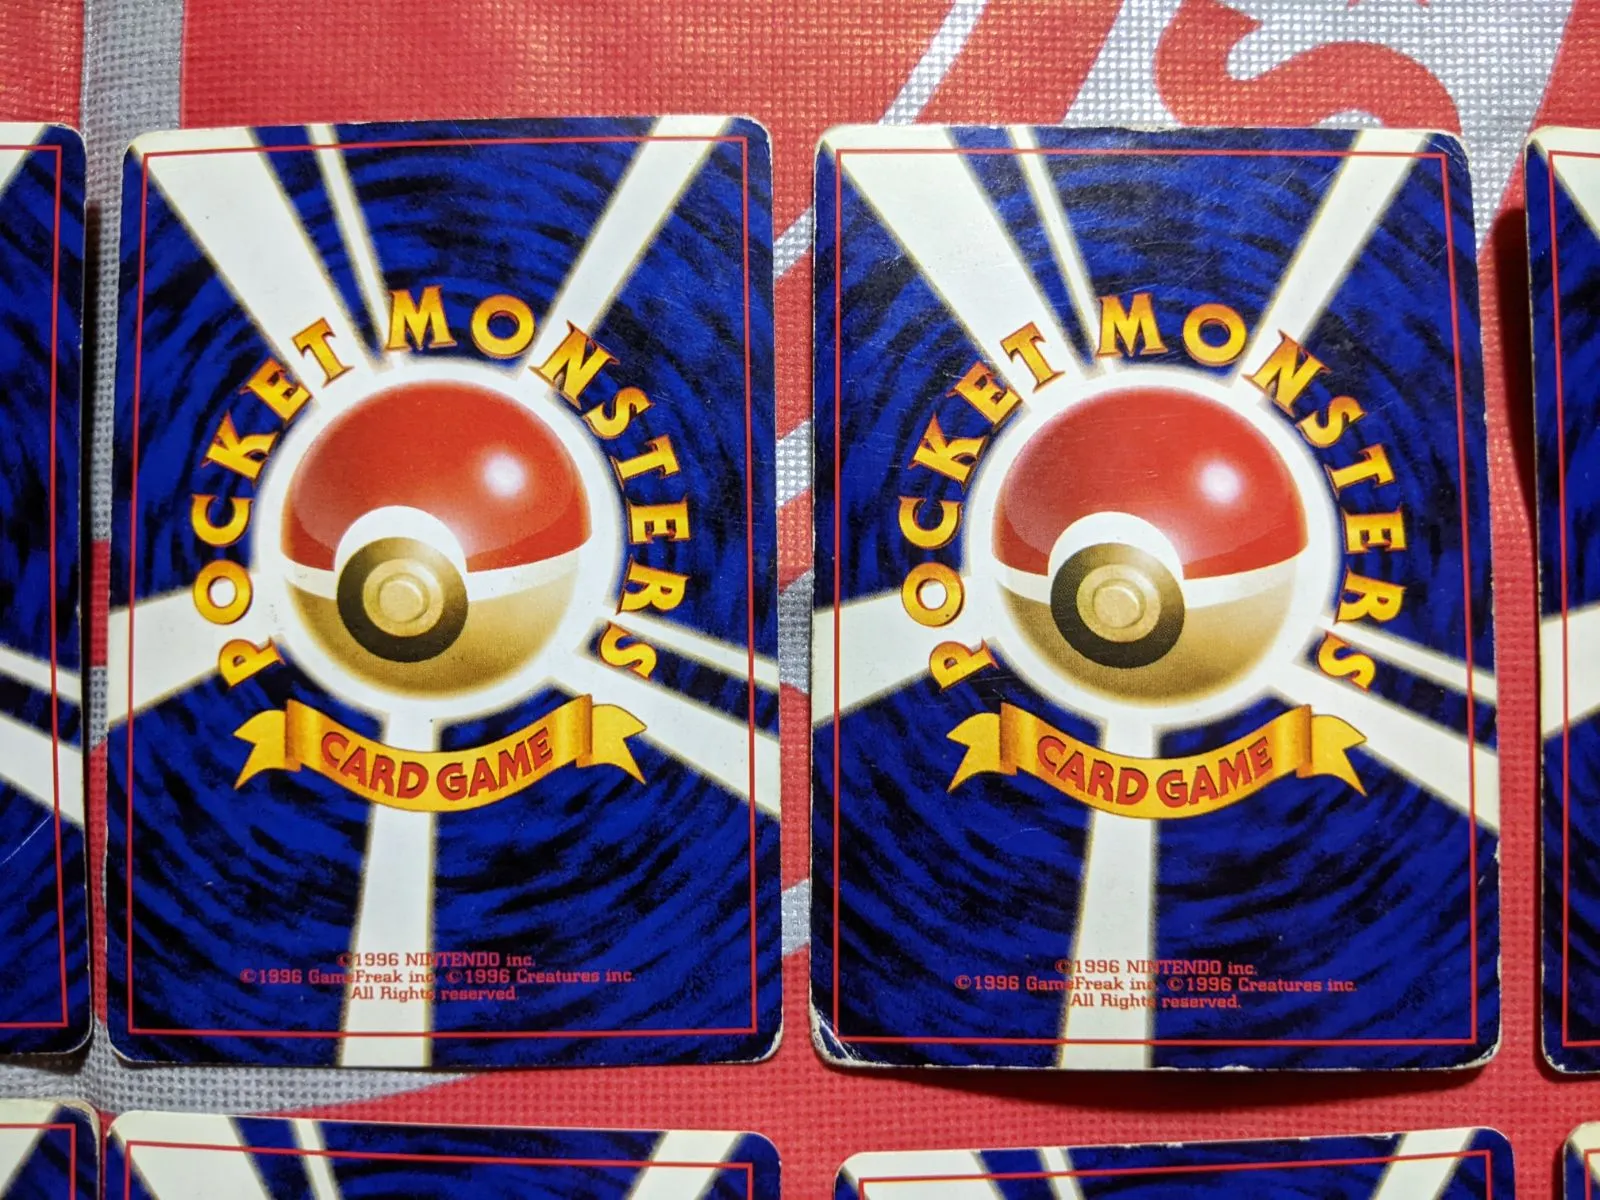 POCKET MONSTERS
CARD GAME
©1996 NINTENDO inc.
©1996 GameFreak inc. ©1996 Creatures inc.
All Rights reserved.
POCKET MONSTERS
CARD GAME
©1996 NINTENDO inc.
©1996 GameFreak inc. ©1996 Creatures inc.
All Rights reserved.